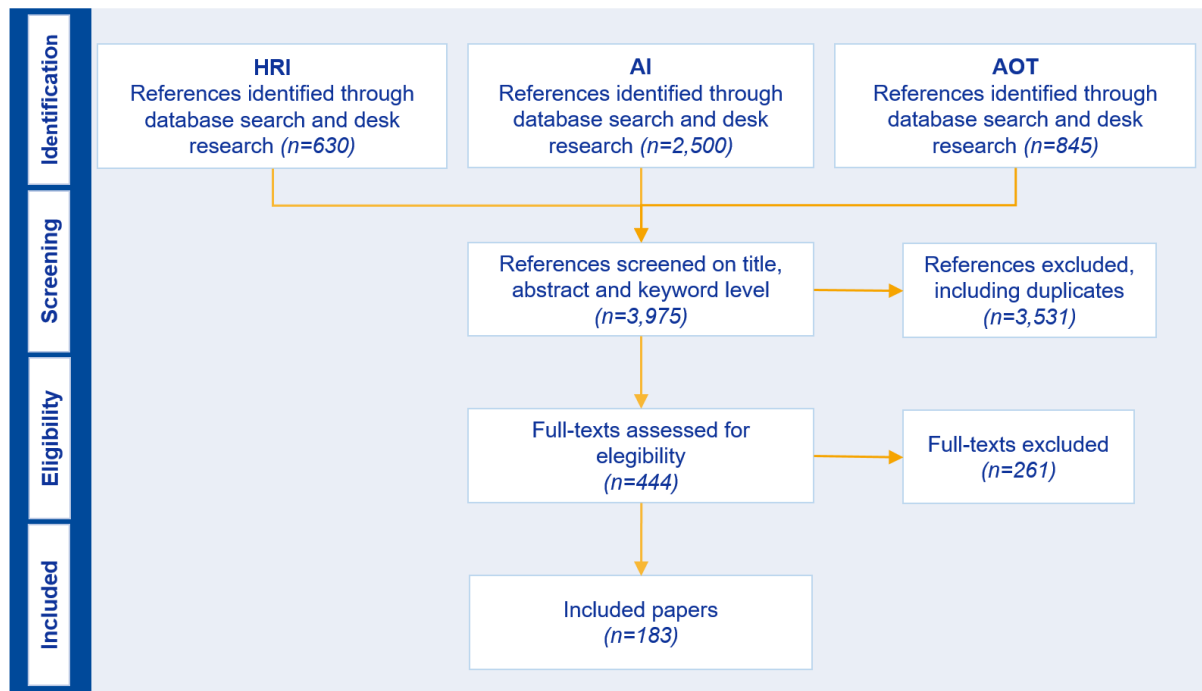 Identification
HRI
References identified through
database search and desk
research (n=630)
AI
References identified through
database search and desk
research (n=2,500)
AOT
References identified through
database search and desk
research (n=845)
Screening
References screened on title,
abstract and keyword level
(n=3,975)
References excluded,
including duplicates
(n=3,531)
Eligibility
Full-texts assessed for
elegibility
(n=444)
Full-texts excluded
(n=261)
Included
Included papers
(n=183)